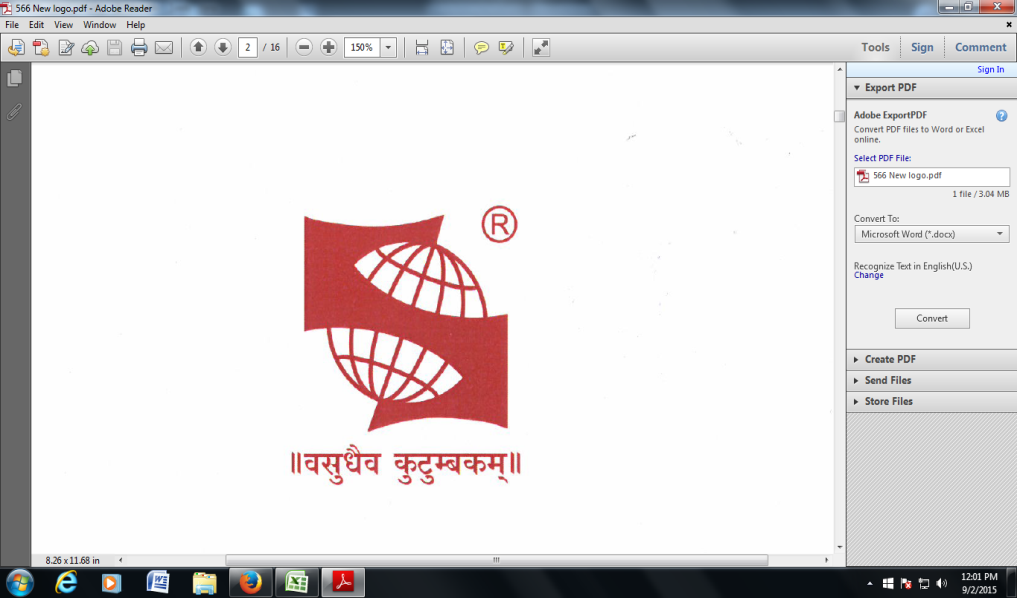 566 New logo.pdf - Adobe Reader
File Edit View Window Help
2 / 16 150% Tools Sign Comment
Sign In
Export PDF
Adobe ExportPDF
Convert PDF files to Word or Excel
online.
Select PDF File:
566 New logo.pdf
1 file / 3.04 MB
Convert To:
Microsoft Word (*.docx)
Recognize Text in English(U.S.)
Change
Convert
Create PDF
Send Files
Store Files
®
॥वसुधैव कुटुम्बकम्॥
8.26 x 11.68 in
12:01 PM
9/2/2015